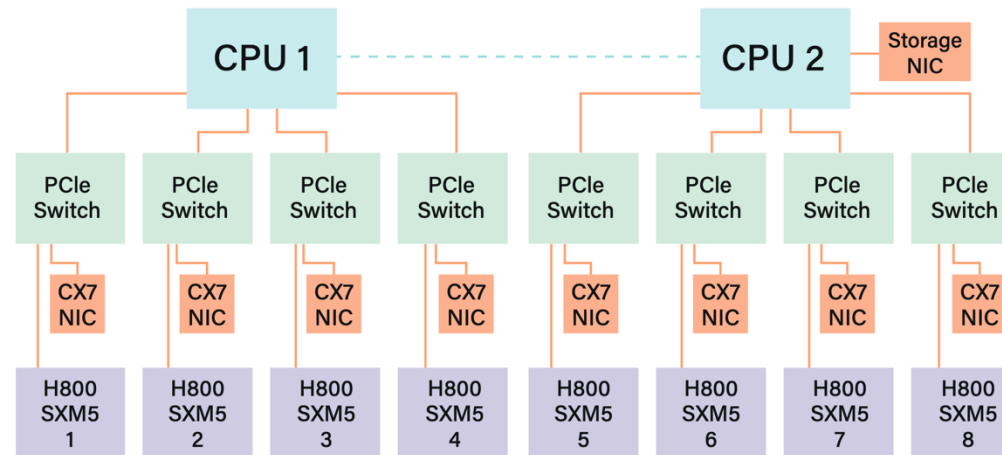 CPU 1
CPU 2
Storage
NIC
PCIe
Switch
PCIe
Switch
PCIe
Switch
PCIe
Switch
PCIe
Switch
PCIe
Switch
PCIe
Switch
PCIe
Switch
CX7
NIC
CX7
NIC
CX7
NIC
CX7
NIC
CX7
NIC
CX7
NIC
CX7
NIC
CX7
NIC
H800
SXM5
1
H800
SXM5
2
H800
SXM5
3
H800
SXM5
4
H800
SXM5
5
H800
SXM5
6
H800
SXM5
7
H800
SXM5
8